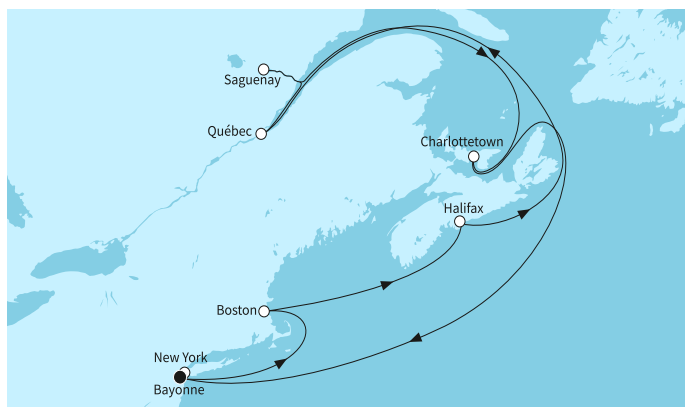 Saguenay
Québec
Charlottetown
Halifax
Boston
New York
Bayonne